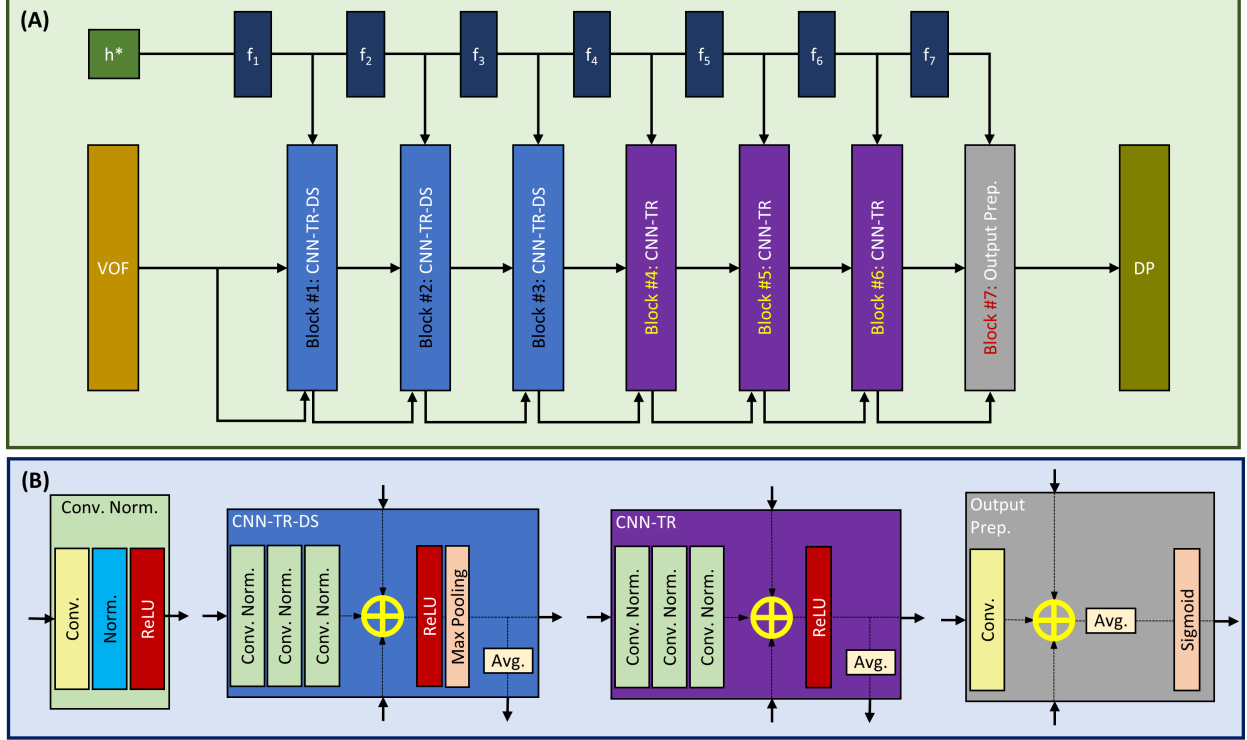 (A)
h*
f1
f2
f3
f4
f5
f6
f7
VOF
Block #1: CNN-TR-DS
Block #2: CNN-TR-DS
Block #3: CNN-TR-DS
Block #4: CNN-TR
Block #5: CNN-TR
Block #6: CNN-TR
Block #7: Output Prep.
DP
(B)
Conv. Norm.
Conv.
Norm.
ReLU
CNN-TR-DS
Conv. Norm.
Conv. Norm.
Conv. Norm.
ReLU
Max Pooling
Avg.
CNN-TR
Conv. Norm.
Conv. Norm.
Conv. Norm.
ReLU
Avg.
Output
Prep.
Conv.
Avg.
Sigmoid